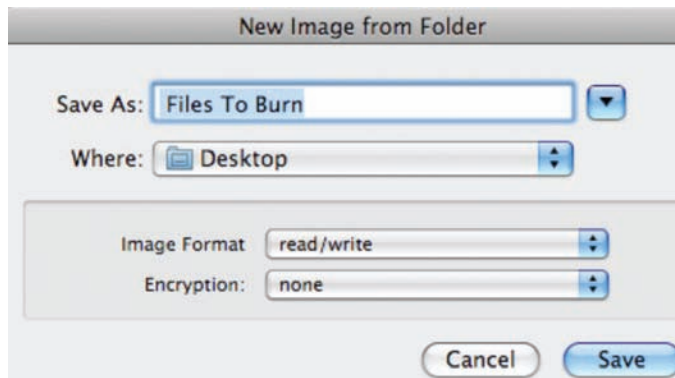 New Image from Folder
Save As: Files To Burn
Where: Desktop
Image Format read/write
Encryption: none
Cancel Save